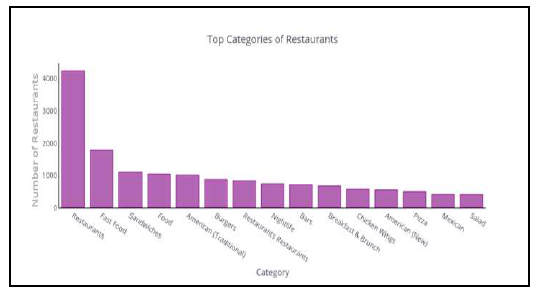 Top Categories of Restaurants
Number of Restaurants
4000
3000
2000
1000
0
Restaurants
Fast Food
Sandwiches
Food
American (Traditional)
Burgers
Restaurants Restaurants
Nightlife
Bars
Breakfast & Brunch
Chicken Wings
American (New)
Pizza
Mexican
Salad
Category